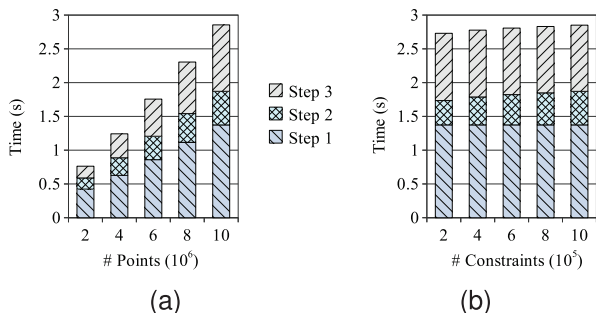 3
2.5
2
1.5
1
0.5
0
Time (s)
2 4 6 8 10
# Points (10⁶)
(a)
Step 3
Step 2
Step 1
3
2.5
2
1.5
1
0.5
0
Time (s)
2 4 6 8 10
# Constraints (10⁵)
(b)